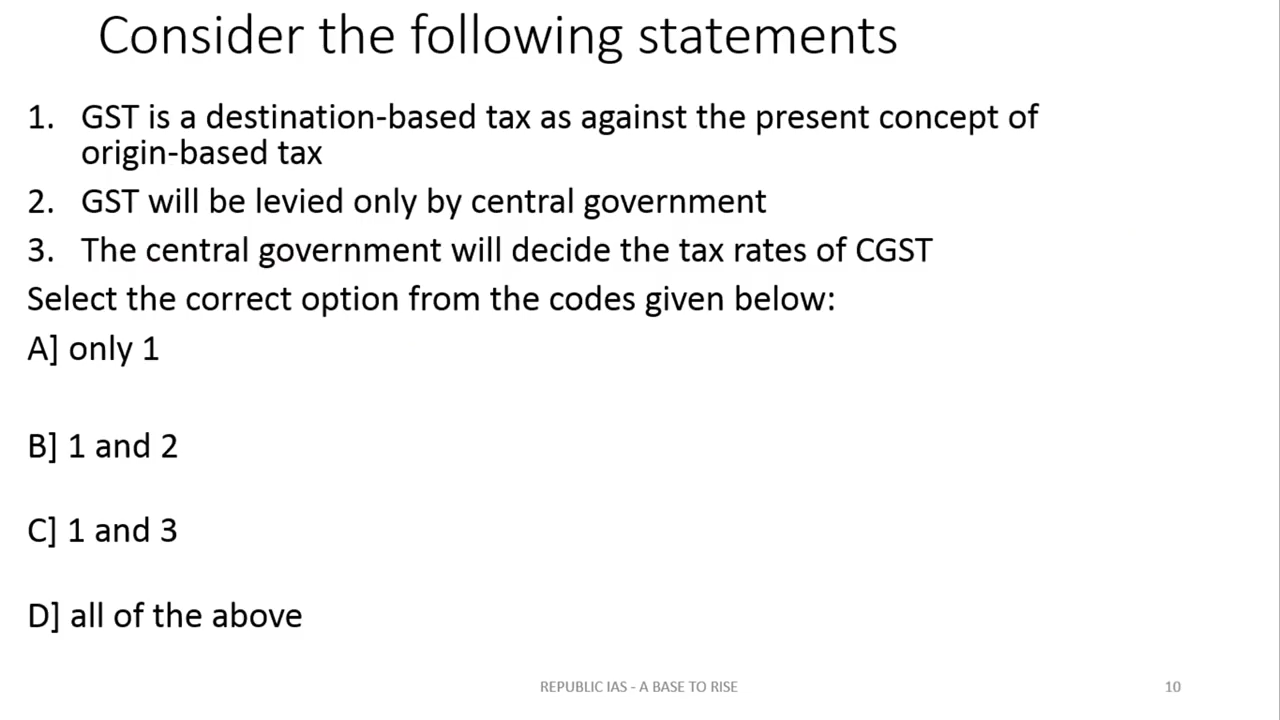 Consider the following statements
1. GST is a destination-based tax as against the present concept of
origin-based tax
2. GST will be levied only by central government
3. The central government will decide the tax rates of CGST
Select the correct option from the codes given below:
A] only 1
B] 1 and 2
C] 1 and 3
D] all of the above
REPUBLIC IAS - A BASE TO RISE
10